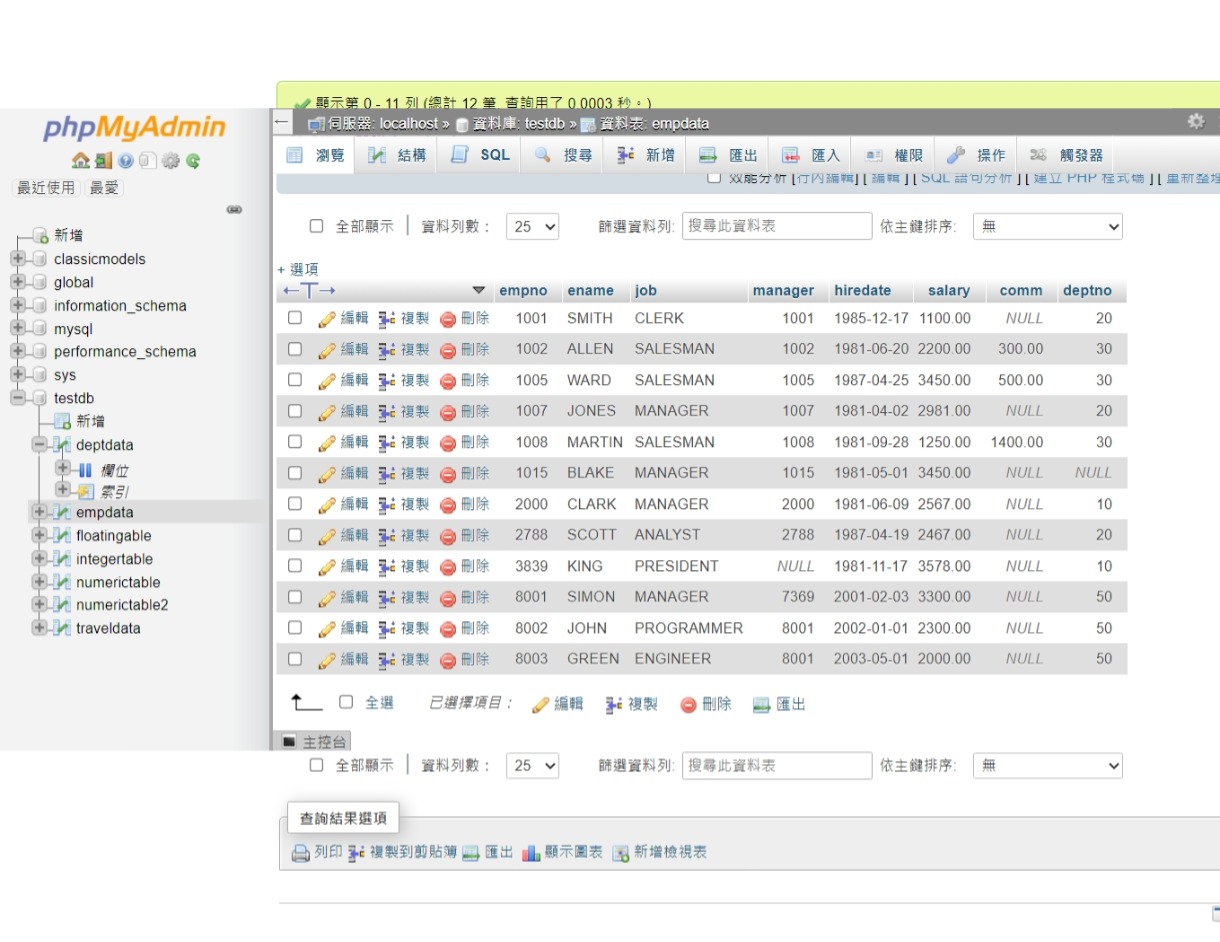 顯示第 0 - 11 列 (總計 12 筆, 查詢用了 0.0003 秒。)
phpMyAdmin
伺服器: localhost » 資料庫: testdb » 資料表: empdata
瀏覽 結構 SQL 搜尋 新增 匯出 匯入 權限 操作 觸發器
最近使用 最愛
效能分析 [行內編輯] [ 編輯 ] [ SQL 語句分析 ] [ 建立 PHP 程式碼 ] [ 重新整理
全部顯示 | 資料列數： 25 篩選資料列: 搜尋此資料表 依主鍵排序: 無
新增
classicmodels
global
information_schema
mysql
performance_schema
sys
testdb
新增
deptdata
欄位
索引
empdata
floatingtable
integertable
numerictable
numerictable2
traveldata
+ 選項
←T→ empno ename job manager hiredate salary comm deptno
編輯 複製 刪除 1001 SMITH CLERK 1001 1985-12-17 1100.00 NULL 20
編輯 複製 刪除 1002 ALLEN SALESMAN 1002 1981-06-20 2200.00 300.00 30
編輯 複製 刪除 1005 WARD SALESMAN 1005 1987-04-25 3450.00 500.00 30
編輯 複製 刪除 1007 JONES MANAGER 1007 1981-04-02 2981.00 NULL 20
編輯 複製 刪除 1008 MARTIN SALESMAN 1008 1981-09-28 1250.00 1400.00 30
編輯 複製 刪除 1015 BLAKE MANAGER 1015 1981-05-01 3450.00 NULL NULL
編輯 複製 刪除 2000 CLARK MANAGER 2000 1981-06-09 2567.00 NULL 10
編輯 複製 刪除 2788 SCOTT ANALYST 2788 1987-04-19 2467.00 NULL 20
編輯 複製 刪除 3839 KING PRESIDENT NULL 1981-11-17 3578.00 NULL 10
編輯 複製 刪除 8001 SIMON MANAGER 7369 2001-02-03 3300.00 NULL 50
編輯 複製 刪除 8002 JOHN PROGRAMMER 8001 2002-01-01 2300.00 NULL 50
編輯 複製 刪除 8003 GREEN ENGINEER 8001 2003-05-01 2000.00 NULL 50
全選 已選擇項目： 編輯 複製 刪除 匯出
主控台
全部顯示 | 資料列數： 25 篩選資料列: 搜尋此資料表 依主鍵排序: 無
查詢結果選項
列印 複製到剪貼簿 匯出 顯示圖表 新增檢視表